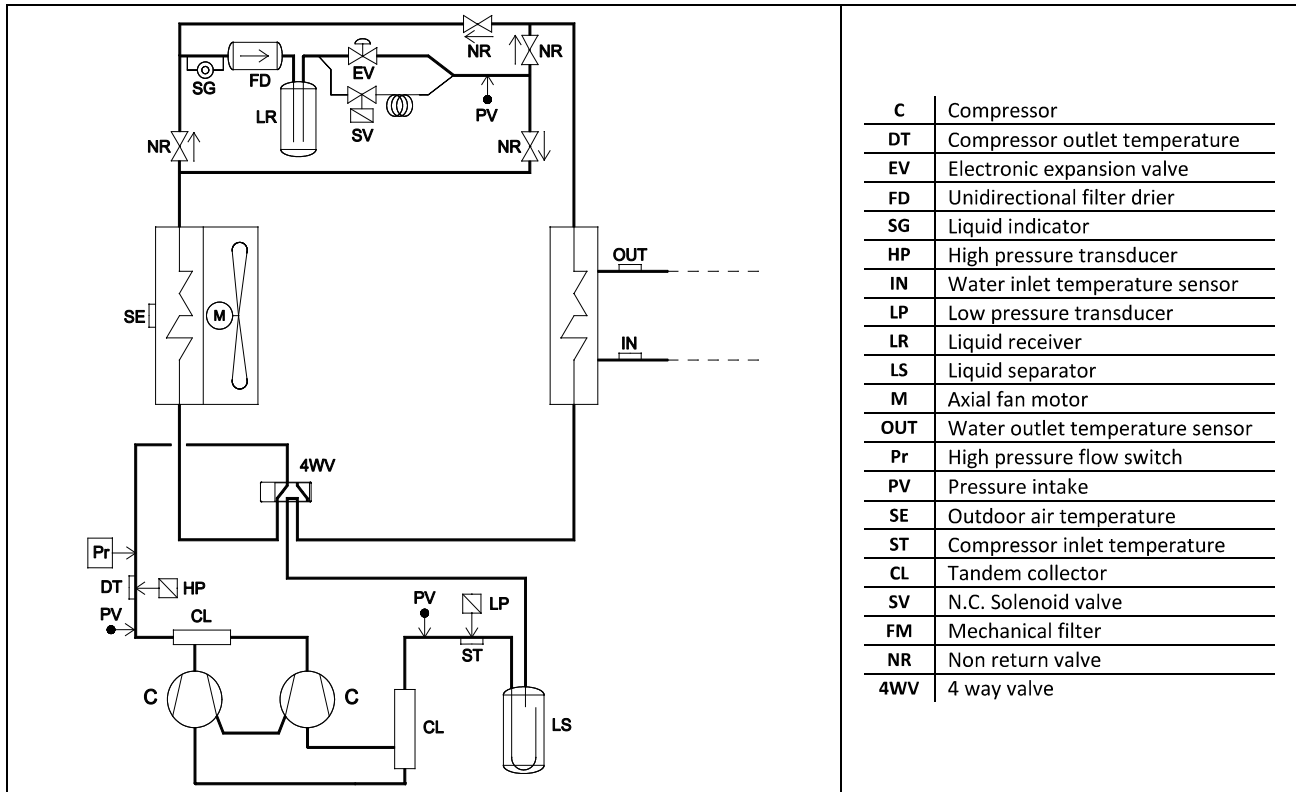 NR
NR
SG
FD
EV
LR
SV
PV
NR
NR
OUT
SE
M
IN
4WV
Pr
DT
HP
PV
CL
PV
LP
ST
C
C
CL
LS
C Compressor
DT Compressor outlet temperature
EV Electronic expansion valve
FD Unidirectional filter drier
SG Liquid indicator
HP High pressure transducer
IN Water inlet temperature sensor
LP Low pressure transducer
LR Liquid receiver
LS Liquid separator
M Axial fan motor
OUT Water outlet temperature sensor
Pr High pressure flow switch
PV Pressure intake
SE Outdoor air temperature
ST Compressor inlet temperature
CL Tandem collector
SV N.C. Solenoid valve
FM Mechanical filter
NR Non return valve
4WV 4 way valve